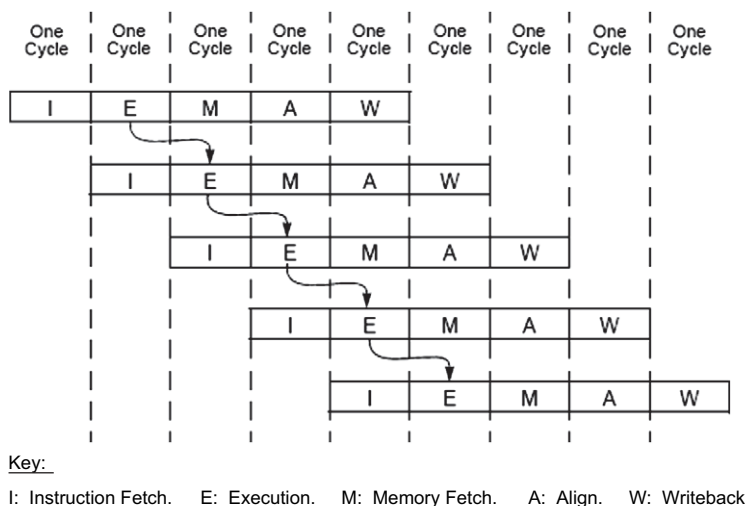 One One One One One One One One One
Cycle Cycle Cycle Cycle Cycle Cycle Cycle Cycle Cycle
I E M A W
I E M A W
I E M A W
I E M A W
I E M A W
Key:
I: Instruction Fetch. E: Execution. M: Memory Fetch. A: Align. W: Writeback